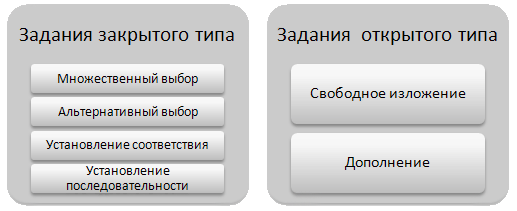 Задания закрытого типа
Множественный выбор
Альтернативный выбор
Установление соответствия
Установление
последовательности
Задания открытого типа
Свободное изложение
Дополнение